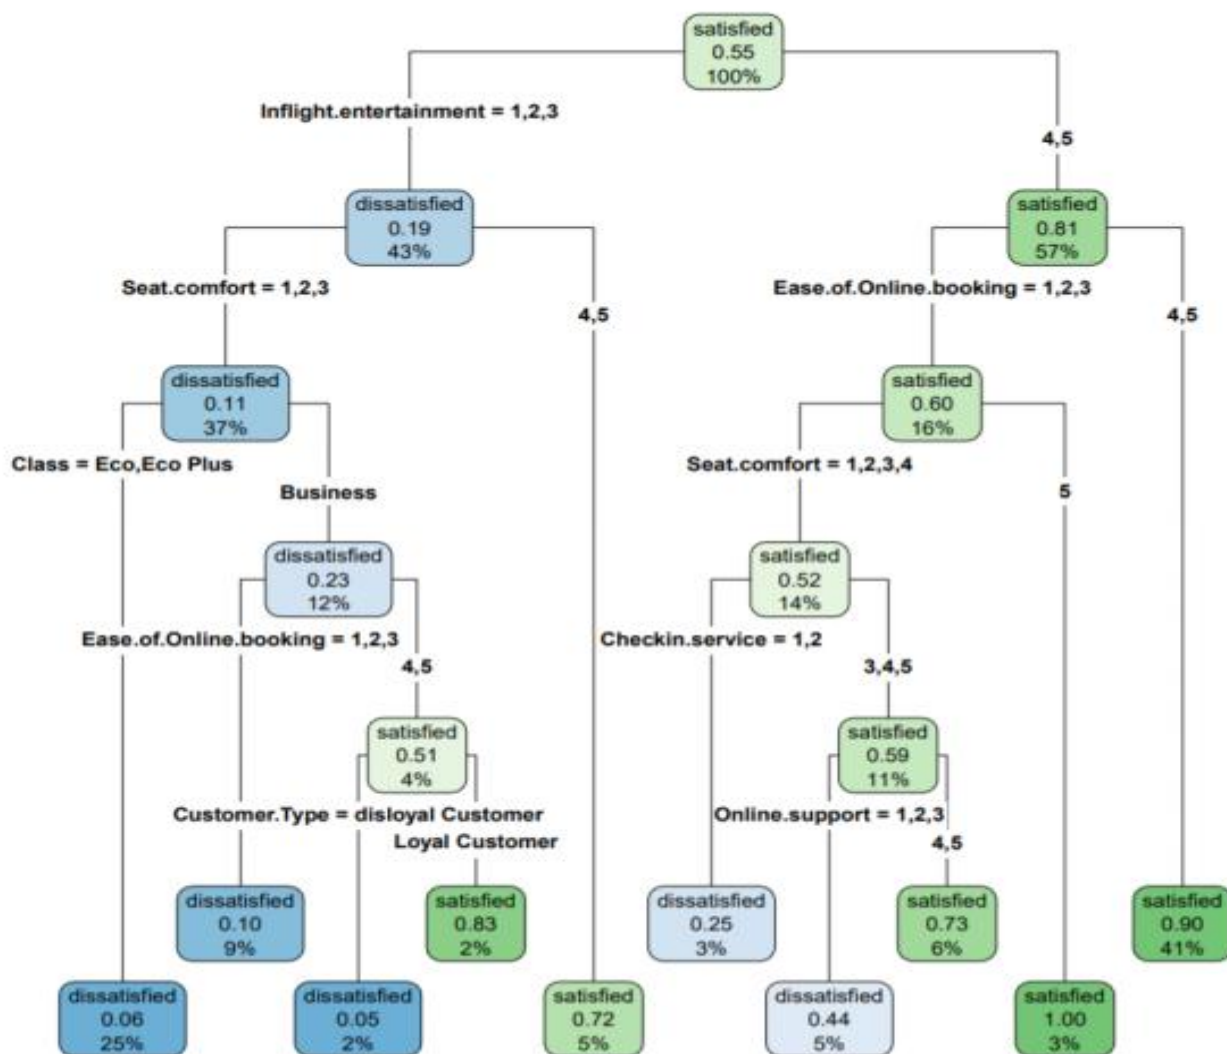 satisfied
0.55
100%
Inflight.entertainment = 1,2,3
4,5
dissatisfied
0.19
43%
satisfied
0.81
57%
Seat.comfort = 1,2,3
4,5
Ease.of.Online.booking = 1,2,3
4,5
dissatisfied
0.11
37%
satisfied
0.60
16%
Class = Eco,Eco Plus
Business
Seat.comfort = 1,2,3,4
5
dissatisfied
0.23
12%
satisfied
0.52
14%
Ease.of.Online.booking = 1,2,3
4,5
Checkin.service = 1,2
3,4,5
satisfied
0.51
4%
satisfied
0.59
11%
Customer.Type = disloyal Customer
Loyal Customer
Online.support = 1,2,3
4,5
dissatisfied
0.10
9%
satisfied
0.83
2%
dissatisfied
0.25
3%
satisfied
0.73
6%
satisfied
0.90
41%
dissatisfied
0.06
25%
dissatisfied
0.05
2%
satisfied
0.72
5%
dissatisfied
0.44
5%
satisfied
1.00
3%